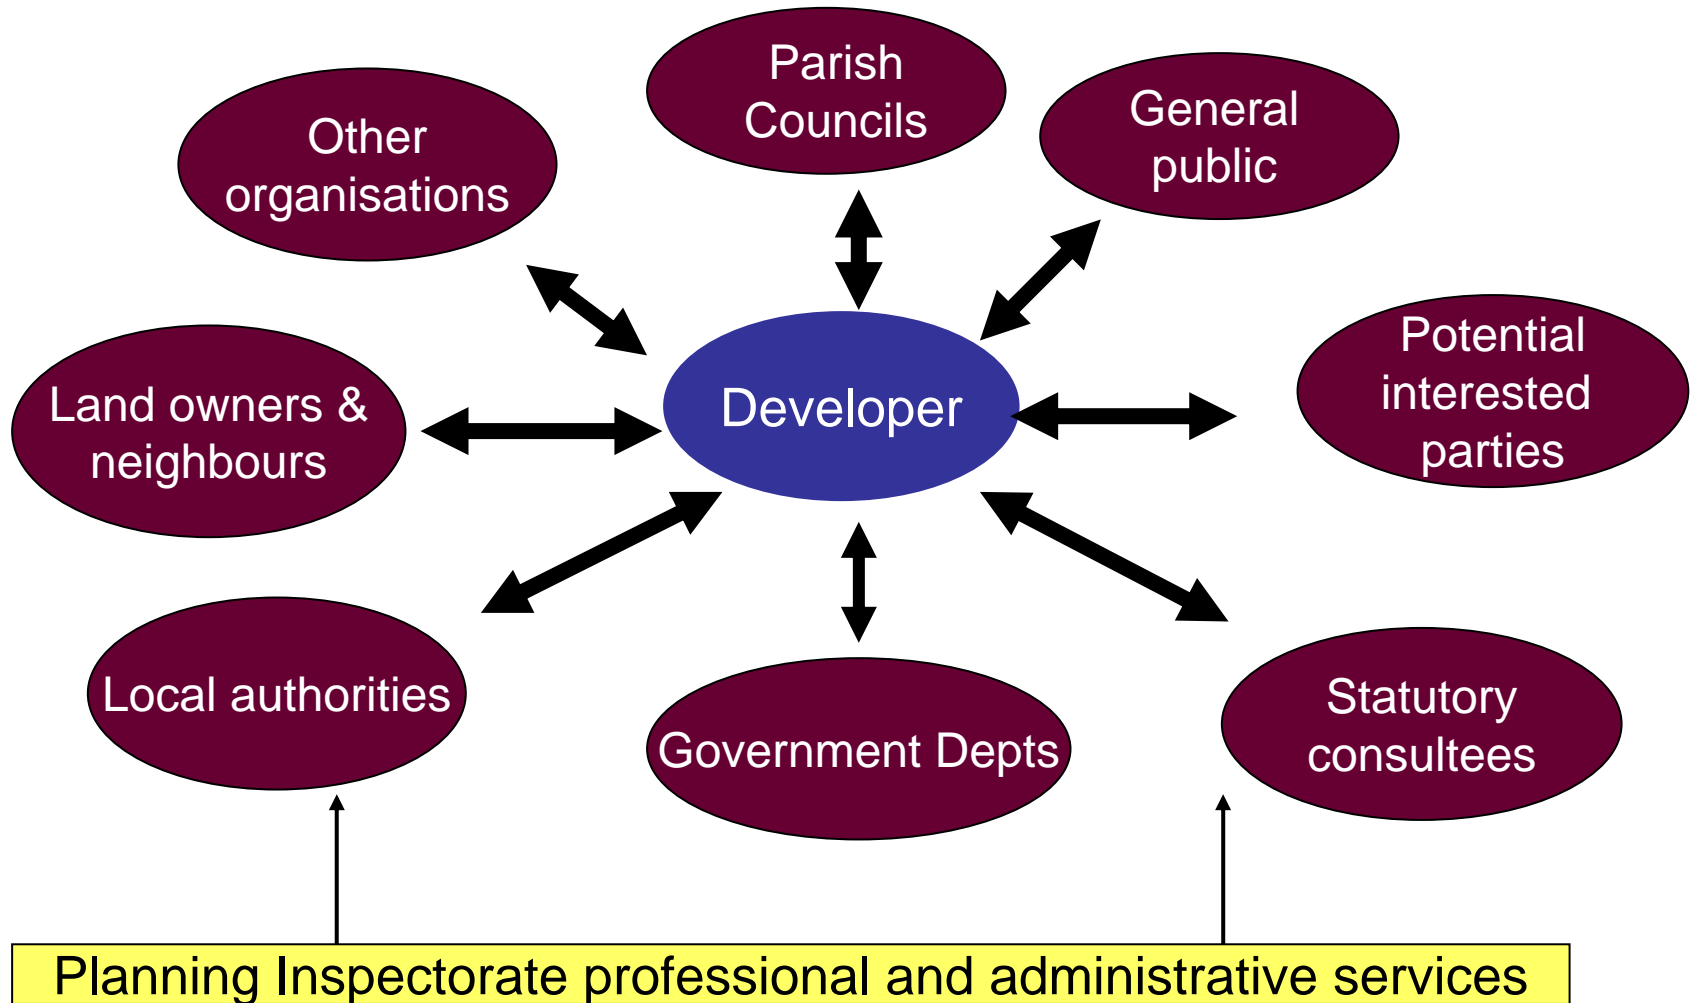 Parish
Councils
General
public
Other
organisations
Potential
interested
parties
Land owners &
neighbours
Developer
Local authorities
Government Depts
Statutory
consultees
Planning Inspectorate professional and administrative services